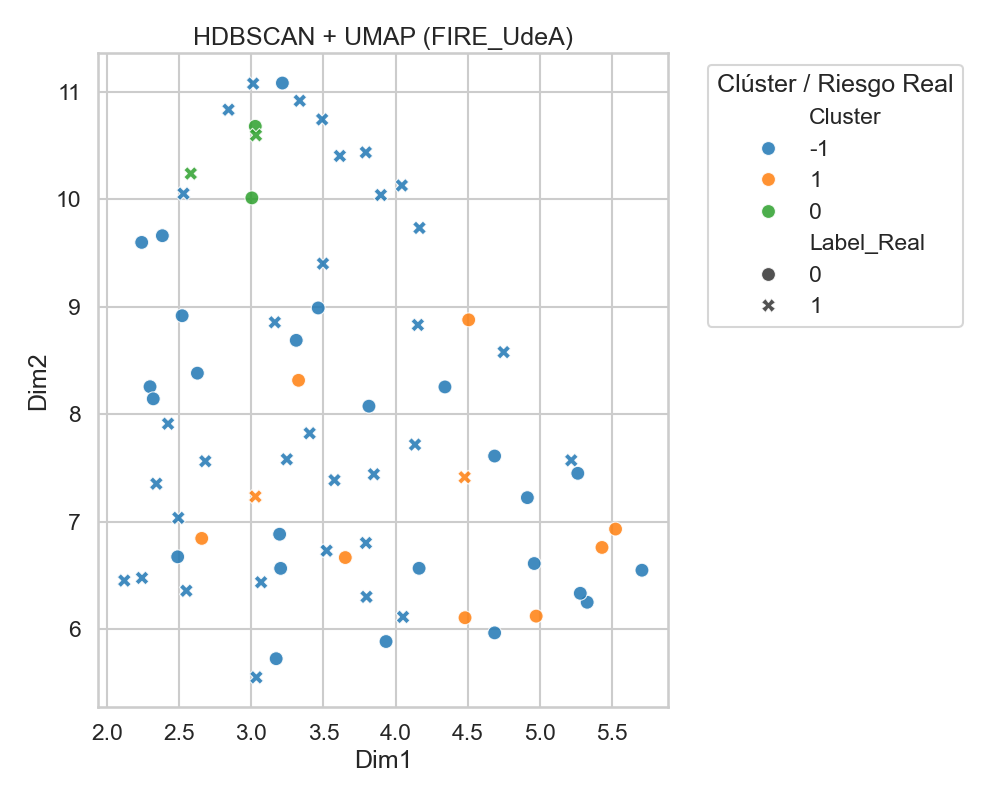 HDBSCAN + UMAP (FIRE_UdeA)
Clúster / Riesgo Real
Cluster
-1
1
0
Label_Real
0
1
Dim2
11
10
9
8
7
6
2.0 2.5 3.0 3.5 4.0 4.5 5.0 5.5
Dim1